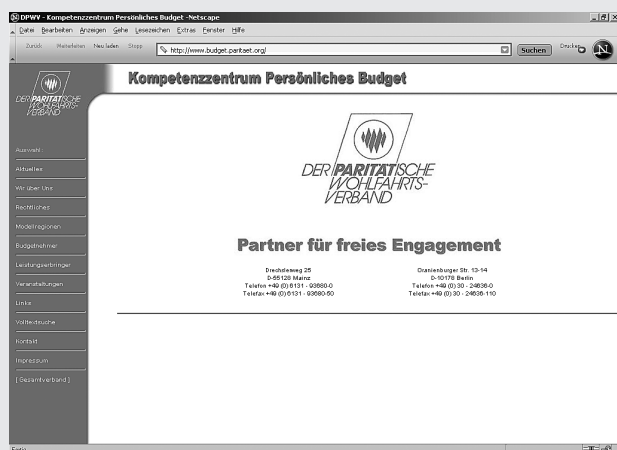 DPWV - Kompetenzzentrum Persönliches Budget -Netscape
Datei Bearbeiten Anzeigen Gehe Lesezeichen Extras Fenster Hilfe
Zurück Weiterleiten Neu laden Stopp http://www.budget.paritaet.org/ Suchen Drucken N
Kompetenzzentrum Persönliches Budget
DER PARITÄTISCHE
WOHLFAHRTS-
VERBAND
Auswahl:
Aktuelles
Wir über Uns
Rechtliches
Modellregionen
Budgetnehmer
Leistungserbringer
Veranstaltungen
Links
Volltextsuche
Kontakt
Impressum
[ Gesamtverband ]
DER PARITÄTISCHE
WOHLFAHRTS-
VERBAND
Partner für freies Engagement
Drechslerweg 25
D-55128 Mainz
Telefon +49 (0) 6131 - 93680-0
Telefax +49 (0) 6131 - 93680-50
Oranienburger Str. 13-14
D-10178 Berlin
Telefon +49 (0) 30 - 24636-0
Telefax +49 (0) 30 - 24636-110
Fertig